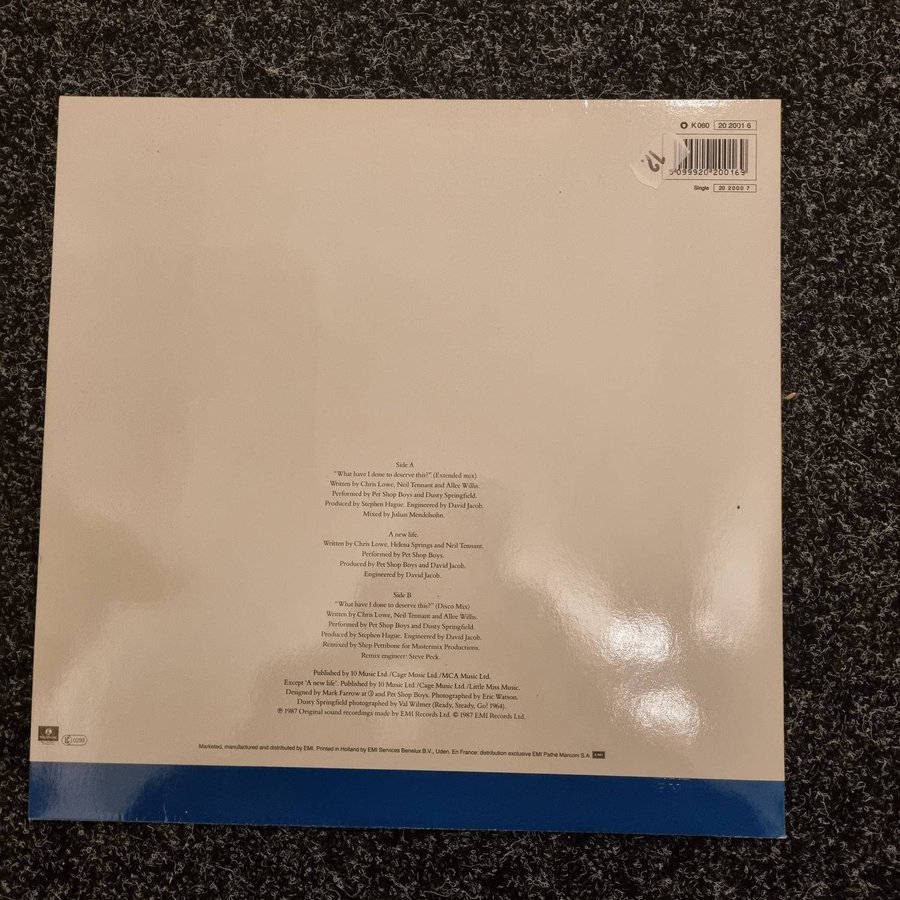 K 060 20 2001 6
12.
5 099920 200169
Single 20 2000 7
Side A
"What have I done to deserve this?" (Extended mix)
Written by Chris Lowe, Neil Tennant and Allee Willis.
Performed by Pet Shop Boys and Dusty Springfield.
Produced by Stephen Hague. Engineered by David Jacob.
Mixed by Julian Mendelsohn.
A new life.
Written by Chris Lowe, Helena Springs and Neil Tennant.
Performed by Pet Shop Boys.
Produced by Pet Shop Boys and David Jacob.
Engineered by David Jacob.
Side B
"What have I done to deserve this?" (Disco Mix)
Written by Chris Lowe, Neil Tennant and Allee Willis.
Performed by Pet Shop Boys and Dusty Springfield.
Produced by Stephen Hague. Engineered by David Jacob.
Remixed by Shep Pettibone for Mastermix Productions.
Remix engineer: Steve Peck.
Published by 10 Music Ltd./Cage Music Ltd./MCA Music Ltd.
Except 'A new life'. Published by 10 Music Ltd./Cage Music Ltd./Little Miss Music.
Designed by Mark Farrow at ③ and Pet Shop Boys. Photographed by Eric Watson.
Dusty Springfield photographed by Val Wilmer (Ready, Steady, Go! 1964).
℗ 1987 Original sound recordings made by EMI Records Ltd. © 1987 EMI Records Ltd.
0299
Marketed, manufactured and distributed by EMI. Printed in Holland by EMI Services Benelux B.V., Uden. En France: distribution exclusive EMI Pathé Marconi S.A. EMI